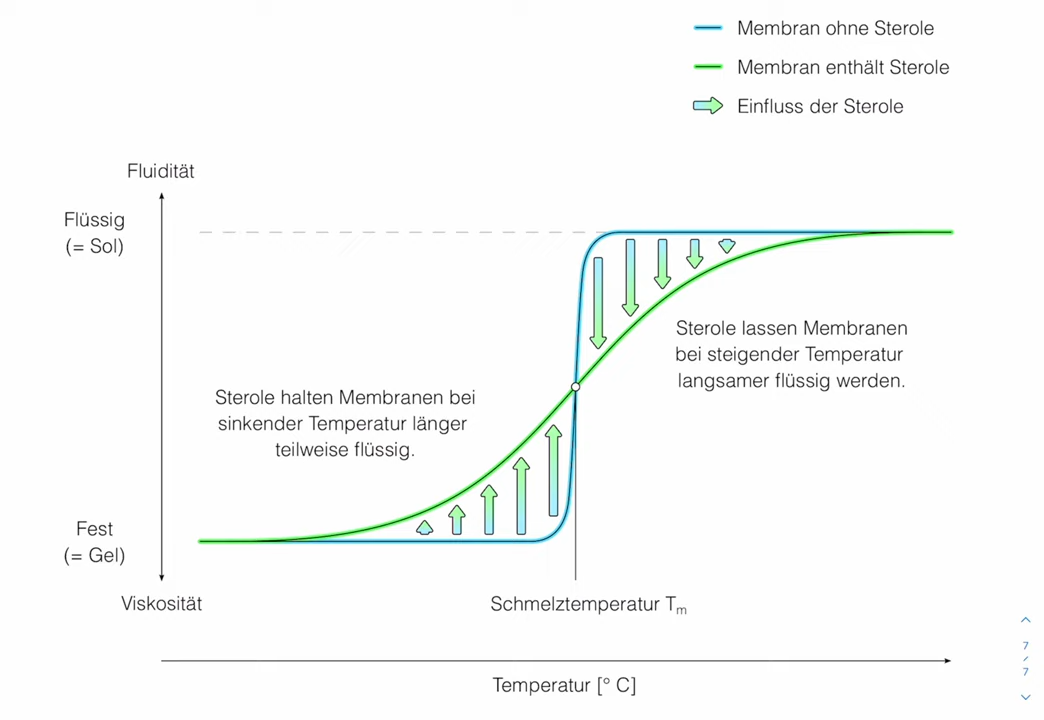 Membran ohne Sterole
Membran enthält Sterole
Einfluss der Sterole
Fluidität
Flüssig
(= Sol)
Sterole lassen Membranen
bei steigender Temperatur
langsamer flüssig werden.
Sterole halten Membranen bei
sinkender Temperatur länger
teilweise flüssig.
Fest
(= Gel)
Viskosität
Schmelztemperatur Tm
Temperatur [° C]
7
/
7